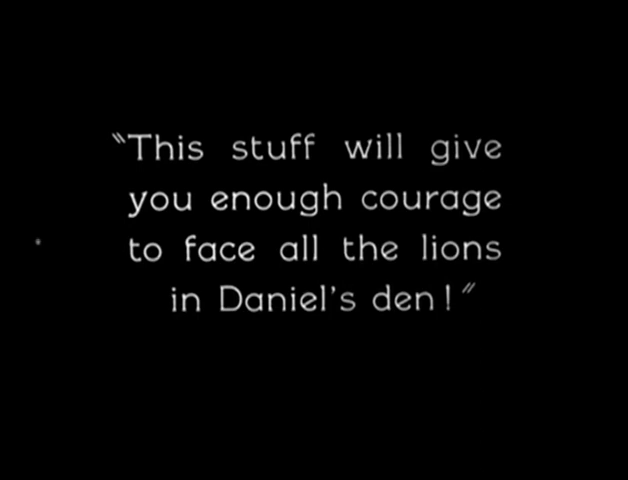 "This stuff will give
you enough courage
to face all the lions
in Daniel's den!"